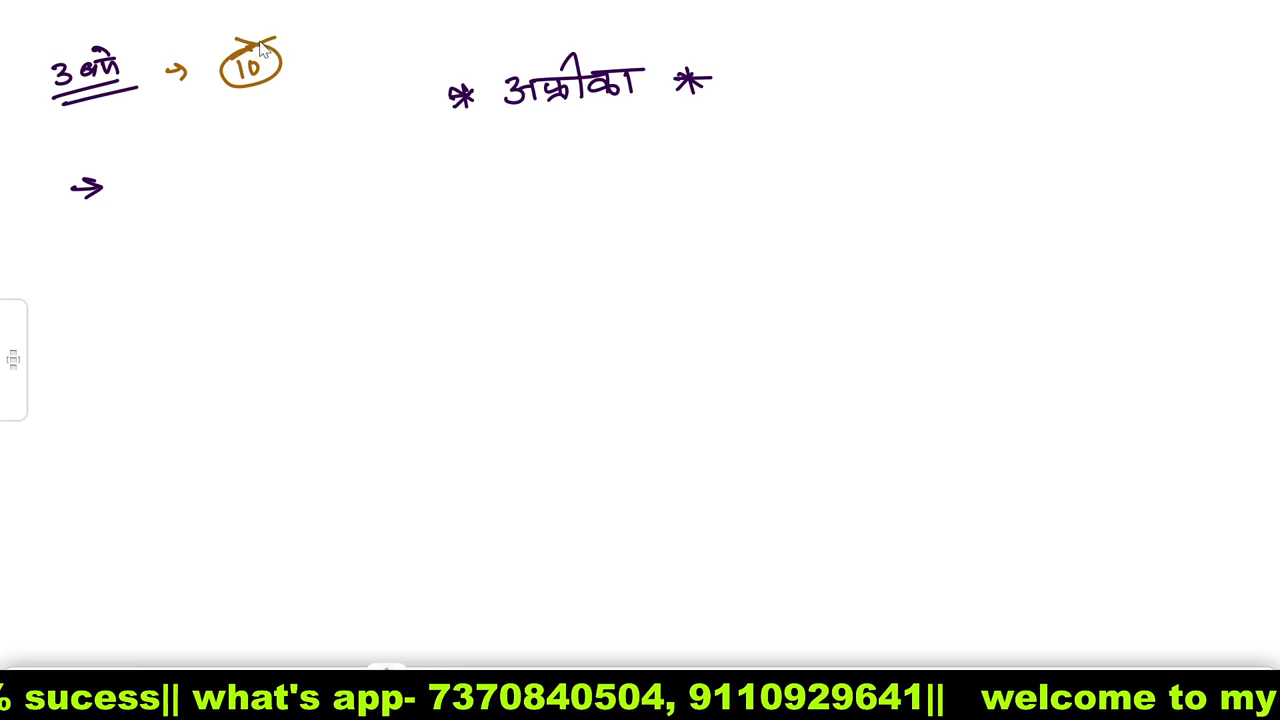 3 बजे → 10
* अफ्रीका *
→
% sucess|| what's app- 7370840504, 9110929641|| welcome to my